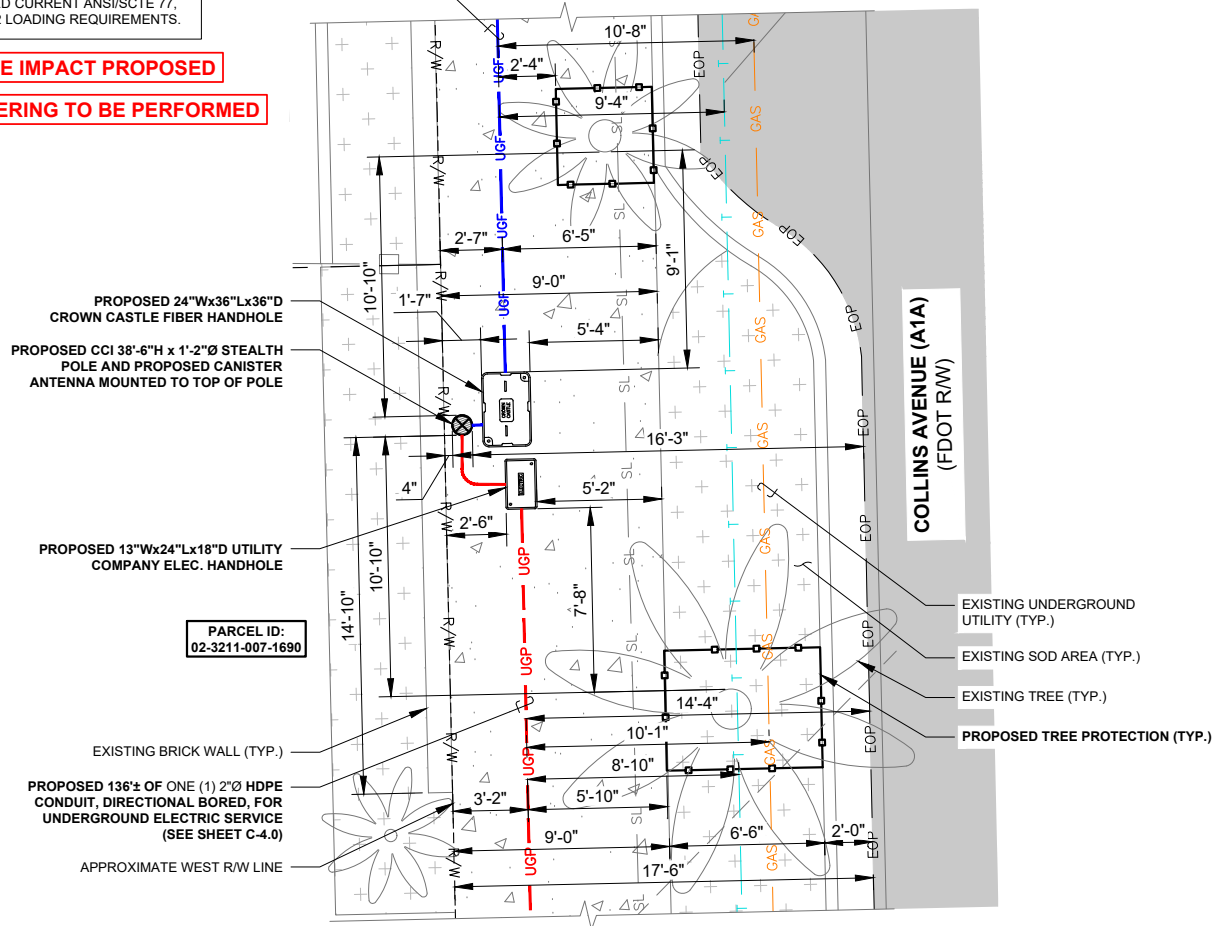 D CURRENT ANSI/SCTE 77,
LOADING REQUIREMENTS.
E IMPACT PROPOSED
ERING TO BE PERFORMED
10'-8"
2'-4"
9'-4"
EOP
GAS
UGF
SL
T
R/W
10'-10"
2'-7"
6'-5"
9'-1"
9'-0"
1'-7"
5'-4"
PROPOSED 24"Wx36"Lx36"D
CROWN CASTLE FIBER HANDHOLE
PROPOSED CCI 38'-6"H x 1'-2"Ø STEALTH
POLE AND PROPOSED CANISTER
ANTENNA MOUNTED TO TOP OF POLE
CROWN
CASTLE
16'-3"
4"
5'-2"
2'-6"
COLLINS AVENUE (A1A)
(FDOT R/W)
PROPOSED 13"Wx24"Lx18"D UTILITY
COMPANY ELEC. HANDHOLE
ELECTRIC
10'-10"
14'-10"
7'-8"
UGP
PARCEL ID:
02-3211-007-1690
EXISTING UNDERGROUND
UTILITY (TYP.)
EXISTING SOD AREA (TYP.)
EXISTING TREE (TYP.)
PROPOSED TREE PROTECTION (TYP.)
14'-4"
10'-1"
8'-10"
EXISTING BRICK WALL (TYP.)
PROPOSED 136'± OF ONE (1) 2"Ø HDPE
CONDUIT, DIRECTIONAL BORED, FOR
UNDERGROUND ELECTRIC SERVICE
(SEE SHEET C-4.0)
APPROXIMATE WEST R/W LINE
3'-2"
5'-10"
9'-0"
6'-6"
2'-0"
17'-6"